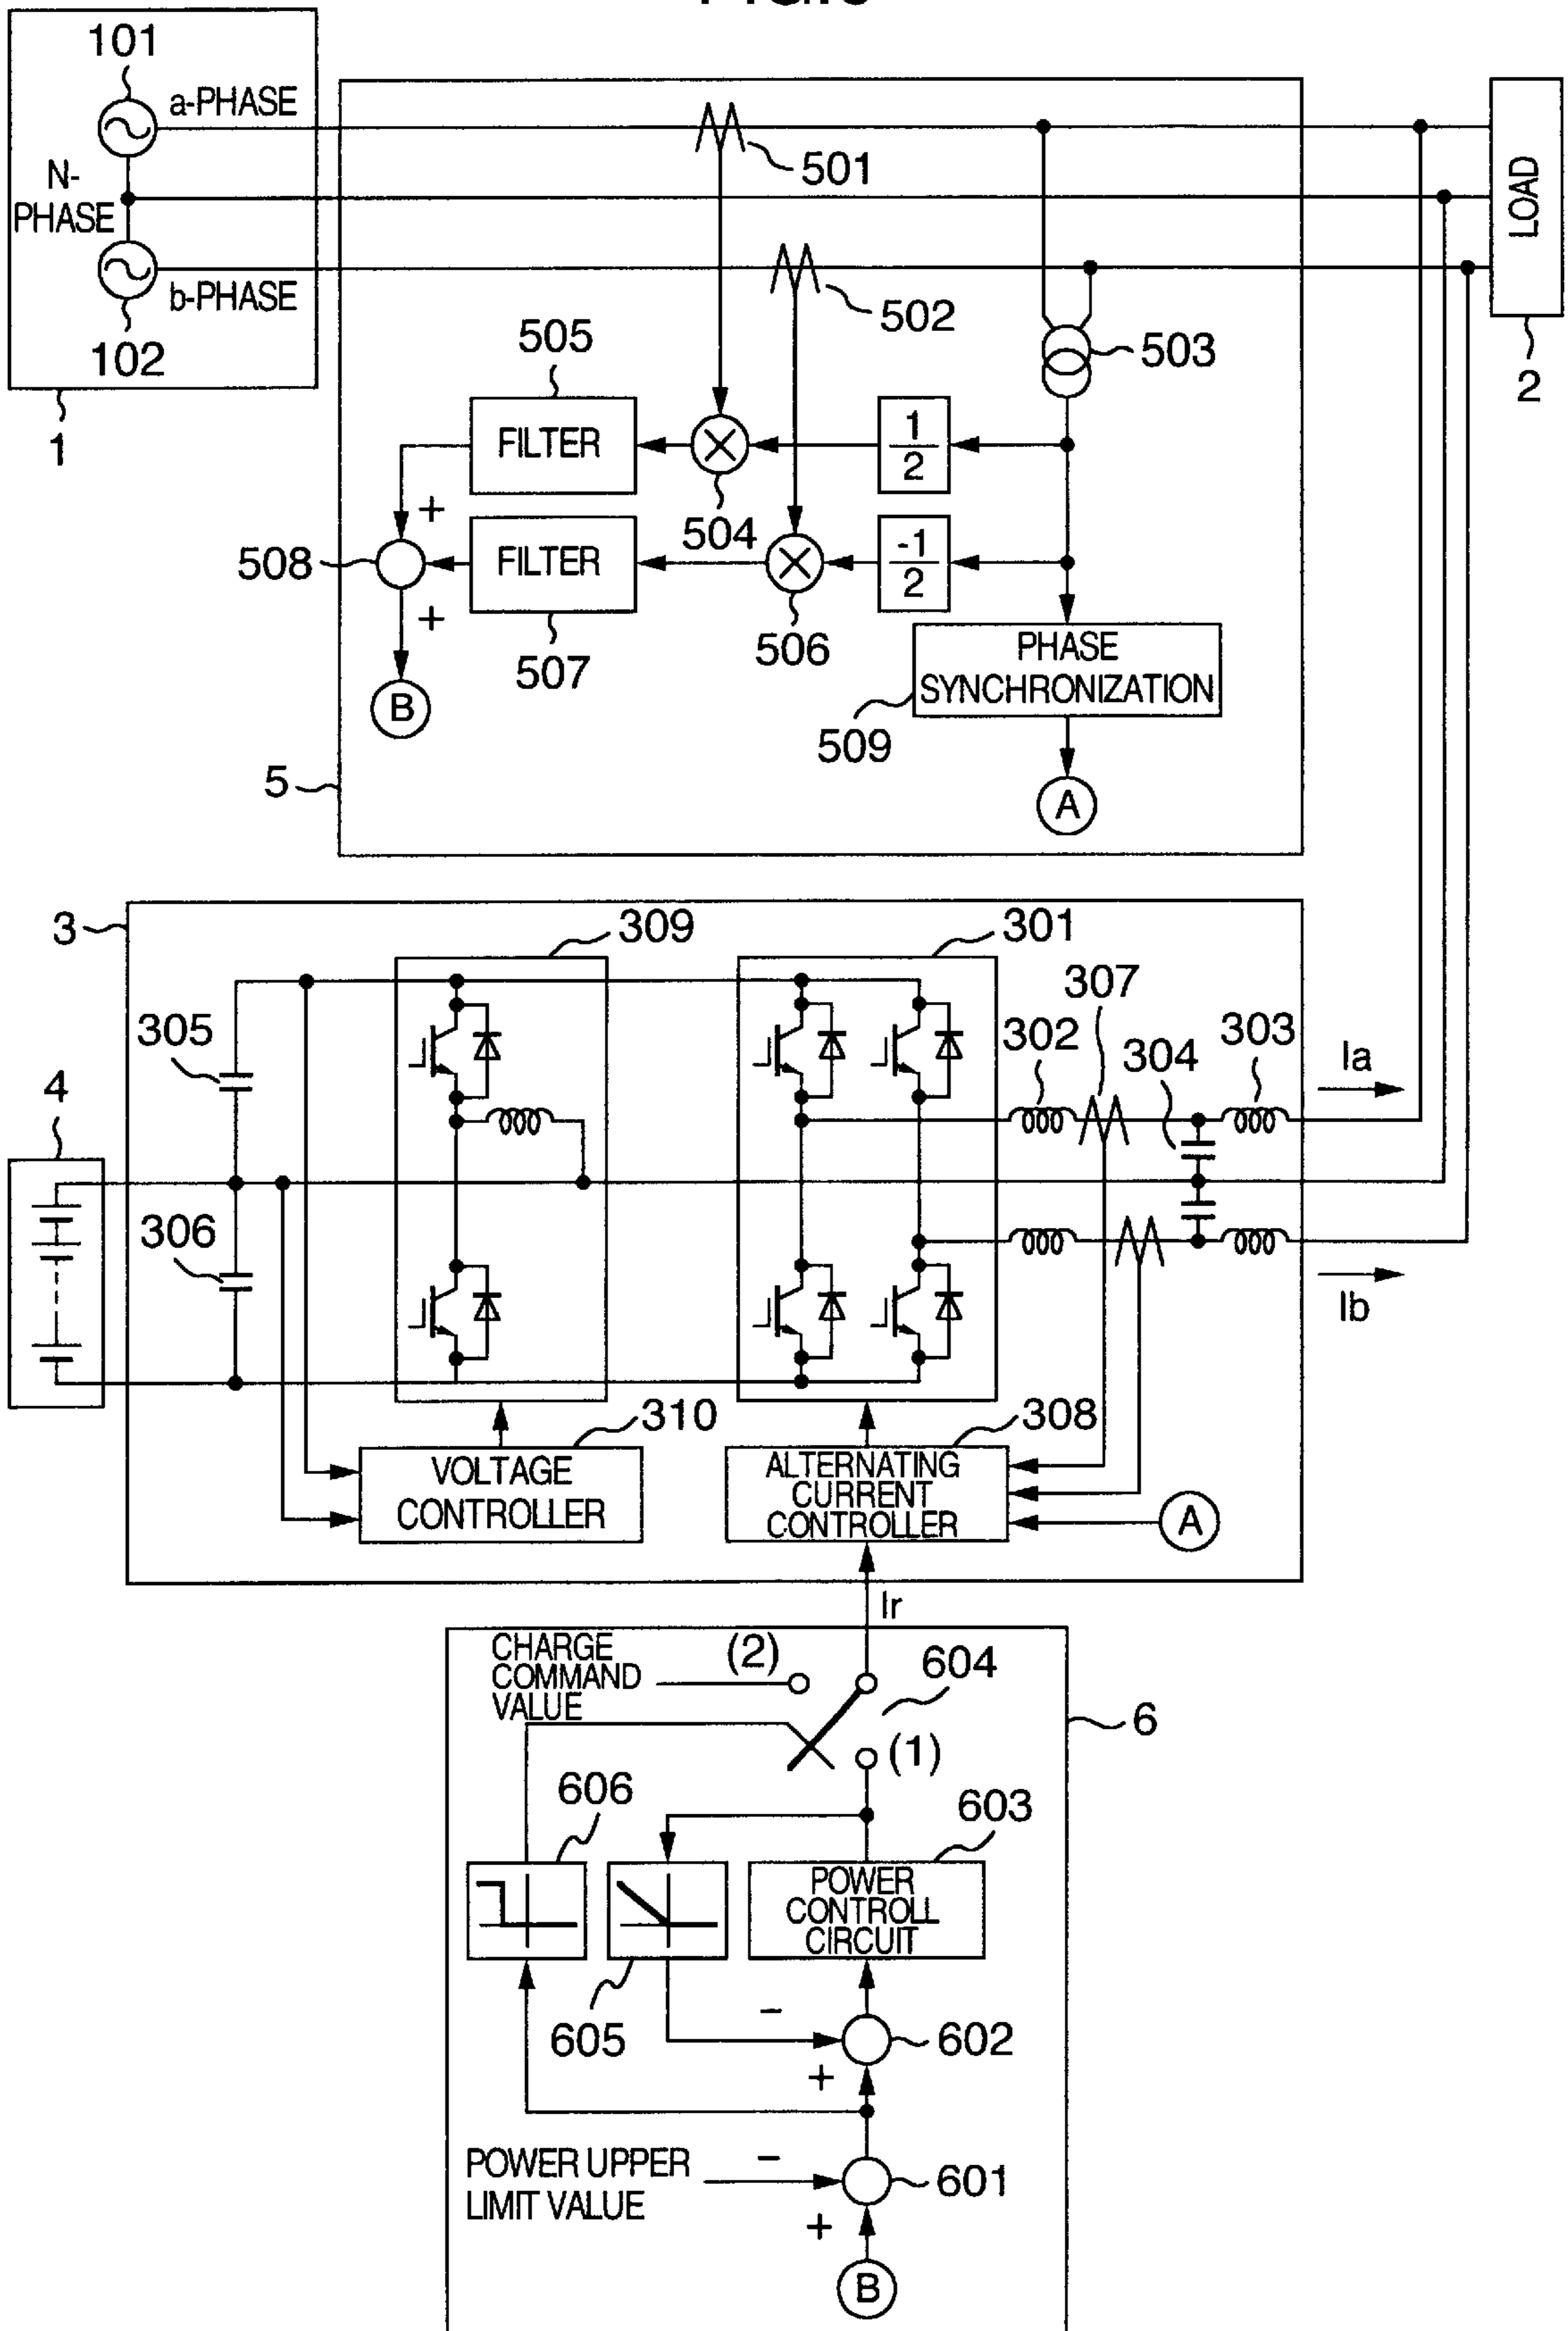 101
a-PHASE
N-
PHASE
b-PHASE
102
1
501
502
503
LOAD
2
505
FILTER
504
1
2
+
508
FILTER
506
-1
2
+
507
B
PHASE
SYNCHRONIZATION
509
5
A
3
309
301
307
305
302
304
303
Ia
4
306
Ib
310
308
VOLTAGE
CONTROLLER
ALTERNATING
CURRENT
CONTROLLER
A
Ir
CHARGE
COMMAND
VALUE
(2)
604
6
(1)
606
603
POWER
CONTROLL
CIRCUIT
605
-
602
+
POWER UPPER
LIMIT VALUE
-
601
+
B